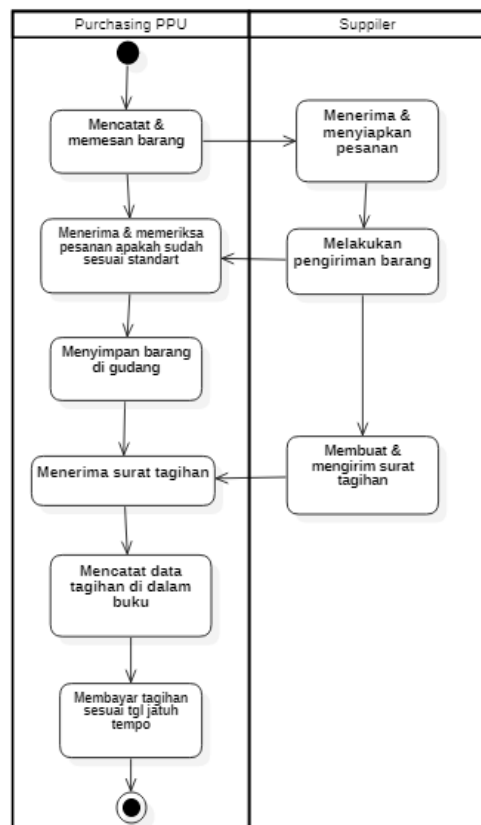 Purchasing PPU
Suppiler
Mencatat &
memesan barang
Menerima &
menyiapkan
pesanan
Menerima & memeriksa
pesanan apakah sudah
sesuai standart
Melakukan
pengiriman barang
Menyimpan barang
di gudang
Membuat &
mengirim surat
tagihan
Menerima surat tagihan
Mencatat data
tagihan di dalam
buku
Membayar tagihan
sesuai tgl jatuh
tempo